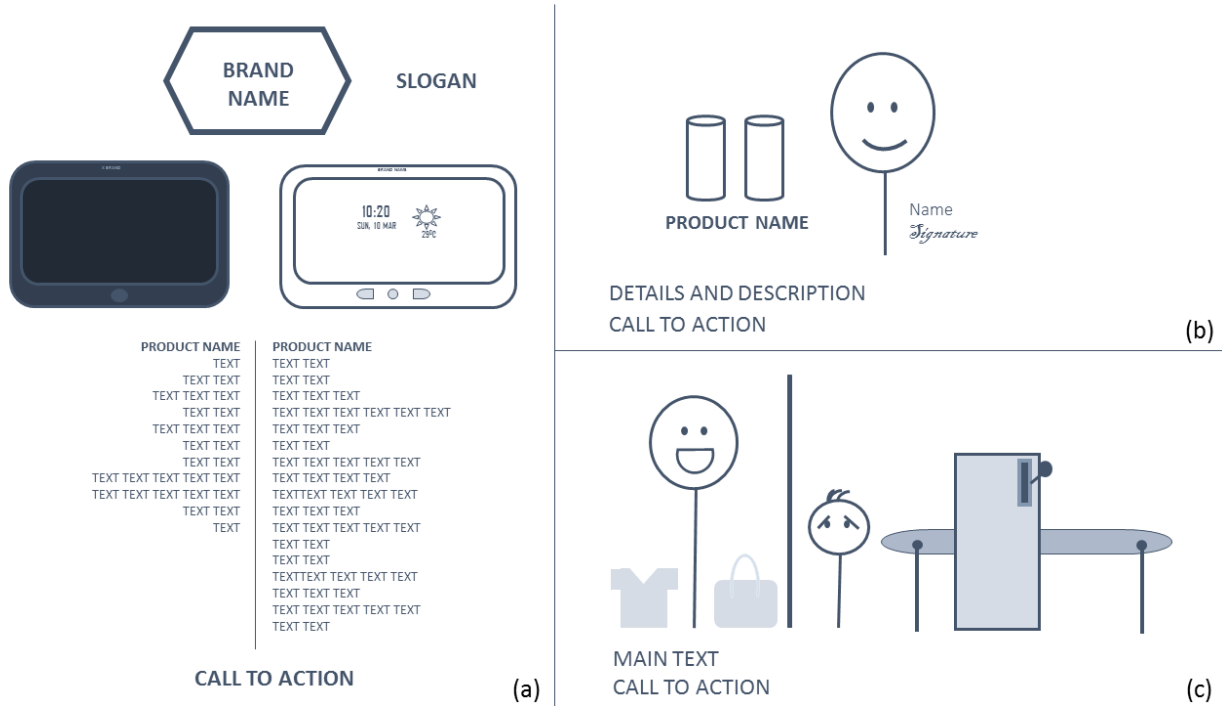 BRAND
NAME
SLOGAN
BRAND NAME
10:20
SUN, 10 MAR
29ºC
PRODUCT NAME
TEXT
TEXT TEXT
TEXT TEXT TEXT
TEXT TEXT
TEXT TEXT TEXT
TEXT TEXT
TEXT TEXT
TEXT TEXT TEXT TEXT TEXT
TEXT TEXT TEXT TEXT TEXT
TEXT TEXT
TEXT
PRODUCT NAME
TEXT TEXT
TEXT TEXT
TEXT TEXT TEXT
TEXT TEXT TEXT TEXT TEXT TEXT
TEXT TEXT TEXT
TEXT TEXT
TEXT TEXT TEXT TEXT TEXT
TEXT TEXT TEXT TEXT
TEXTTEXT TEXT TEXT TEXT
TEXT TEXT TEXT
TEXT TEXT TEXT TEXT TEXT
TEXT TEXT
TEXT TEXT
TEXTTEXT TEXT TEXT TEXT
TEXT TEXT TEXT
TEXT TEXT TEXT TEXT TEXT
TEXT TEXT
CALL TO ACTION
(a)
PRODUCT NAME
Name
Signature
DETAILS AND DESCRIPTION
CALL TO ACTION
(b)
MAIN TEXT
CALL TO ACTION
(c)